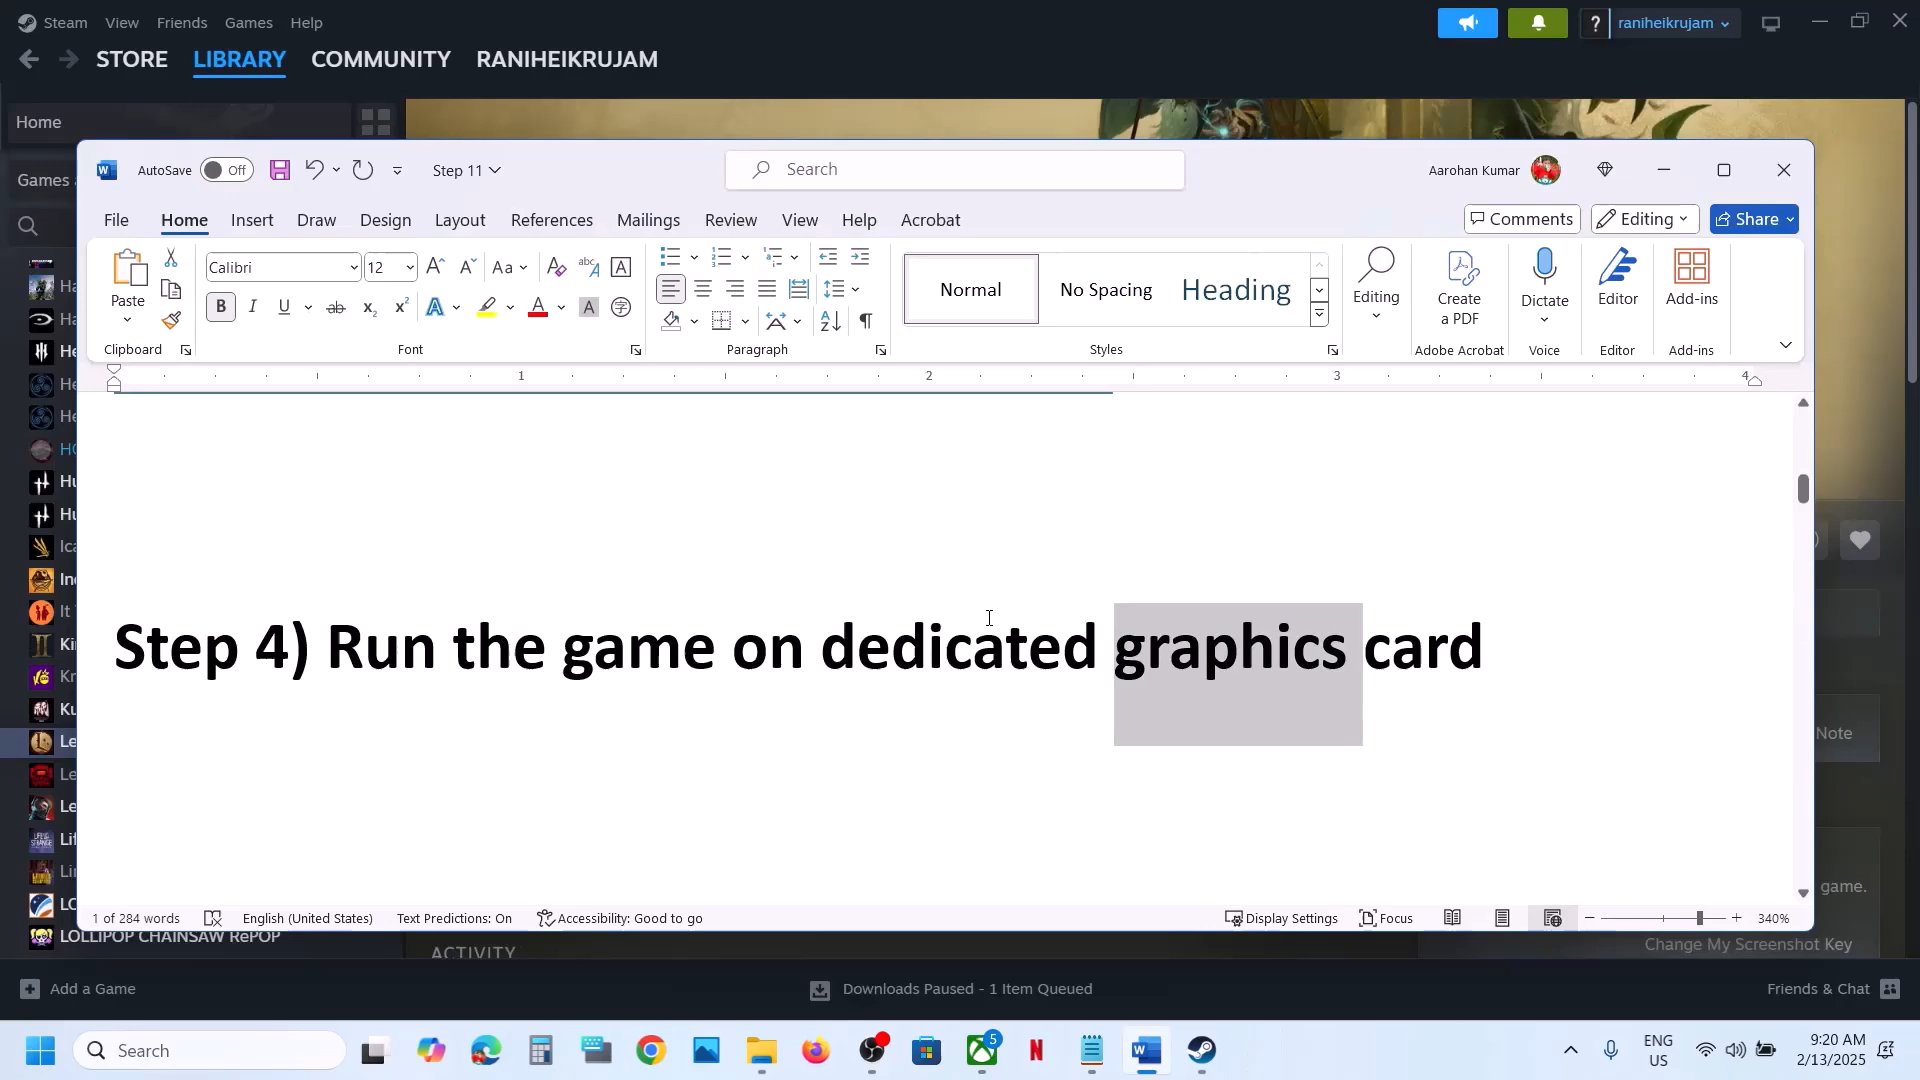 Steam View Friends Games Help
raniheikrujam
STORE LIBRARY COMMUNITY RANIHEIKRUJAM
Home
Games
AutoSave Off
Step 11
Search
Aarohan Kumar
File Home Insert Draw Design Layout References Mailings Review View Help Acrobat
Comments Editing Share
Paste
Calibri 12
Normal No Spacing Heading
Editing
Create a PDF
Dictate
Editor
Add-ins
Clipboard Font Paragraph Styles Adobe Acrobat Voice Editor Add-ins
1 2 3 4
Step 4) Run the game on dedicated graphics card
Note
game.
1 of 284 words English (United States) Text Predictions: On Accessibility: Good to go Display Settings Focus 340%
LOLLIPOP CHAINSAW RePOP
ACTIVITY
Change My Screenshot Key
Add a Game
Downloads Paused - 1 Item Queued
Friends & Chat
Search
5
ENG
US
9:20 AM
2/13/2025